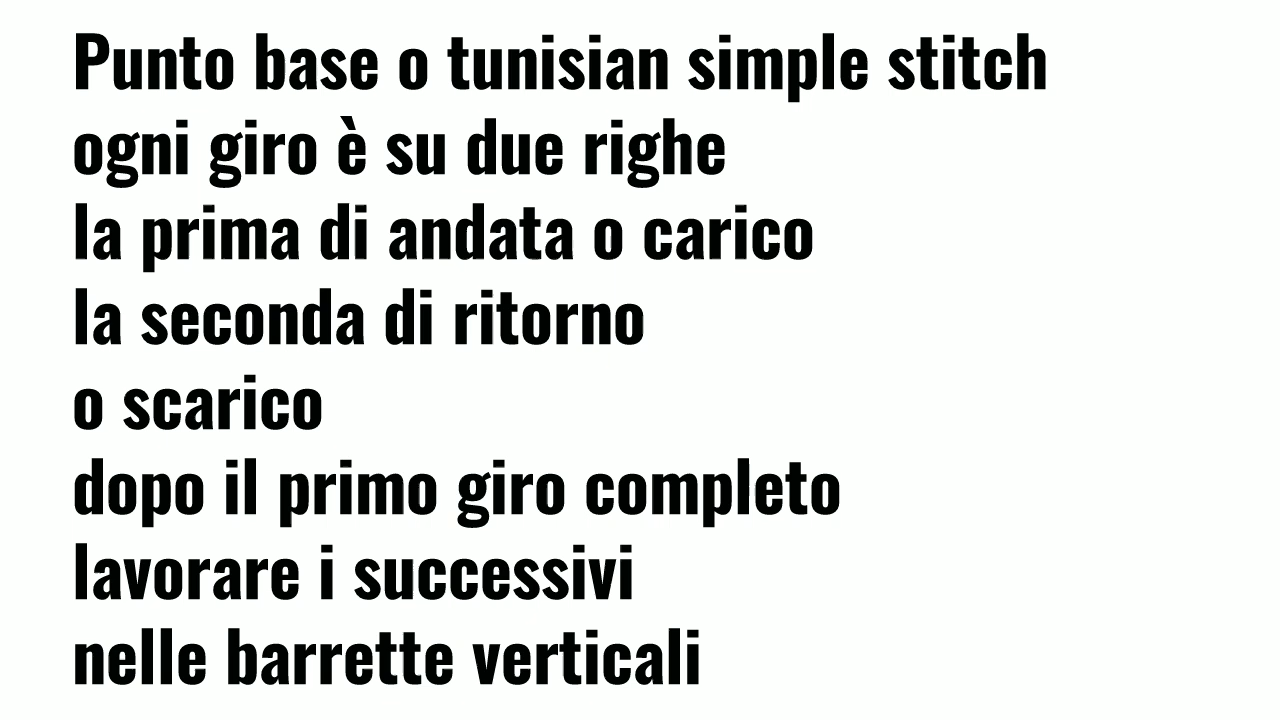 Punto base o tunisian simple stitch
ogni giro è su due righe
la prima di andata o carico
la seconda di ritorno
o scarico
dopo il primo giro completo
lavorare i successivi
nelle barrette verticali